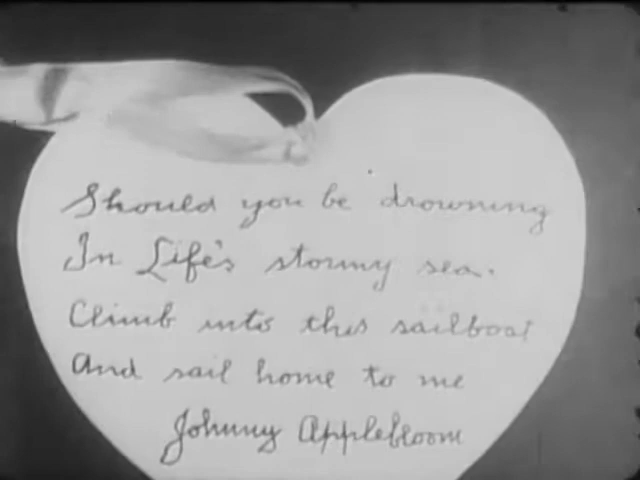 Should you be drowning
In Life's stormy sea.
Climb into this sailboat
And sail home to me
Johnny Applebloom